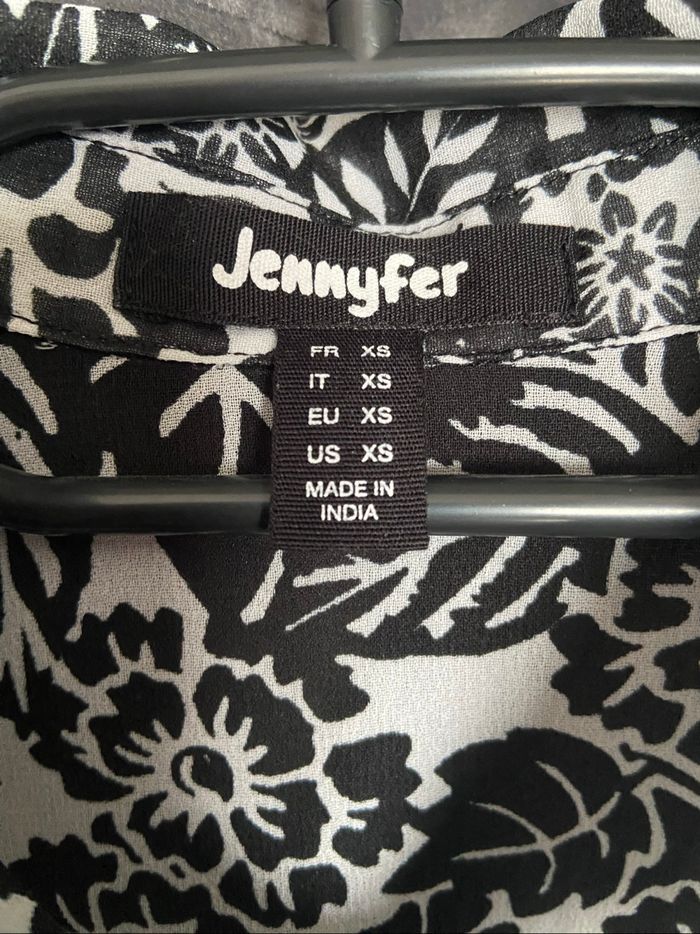 Jennyfer
FR XS
IT XS
EU XS
US XS
MADE IN
INDIA